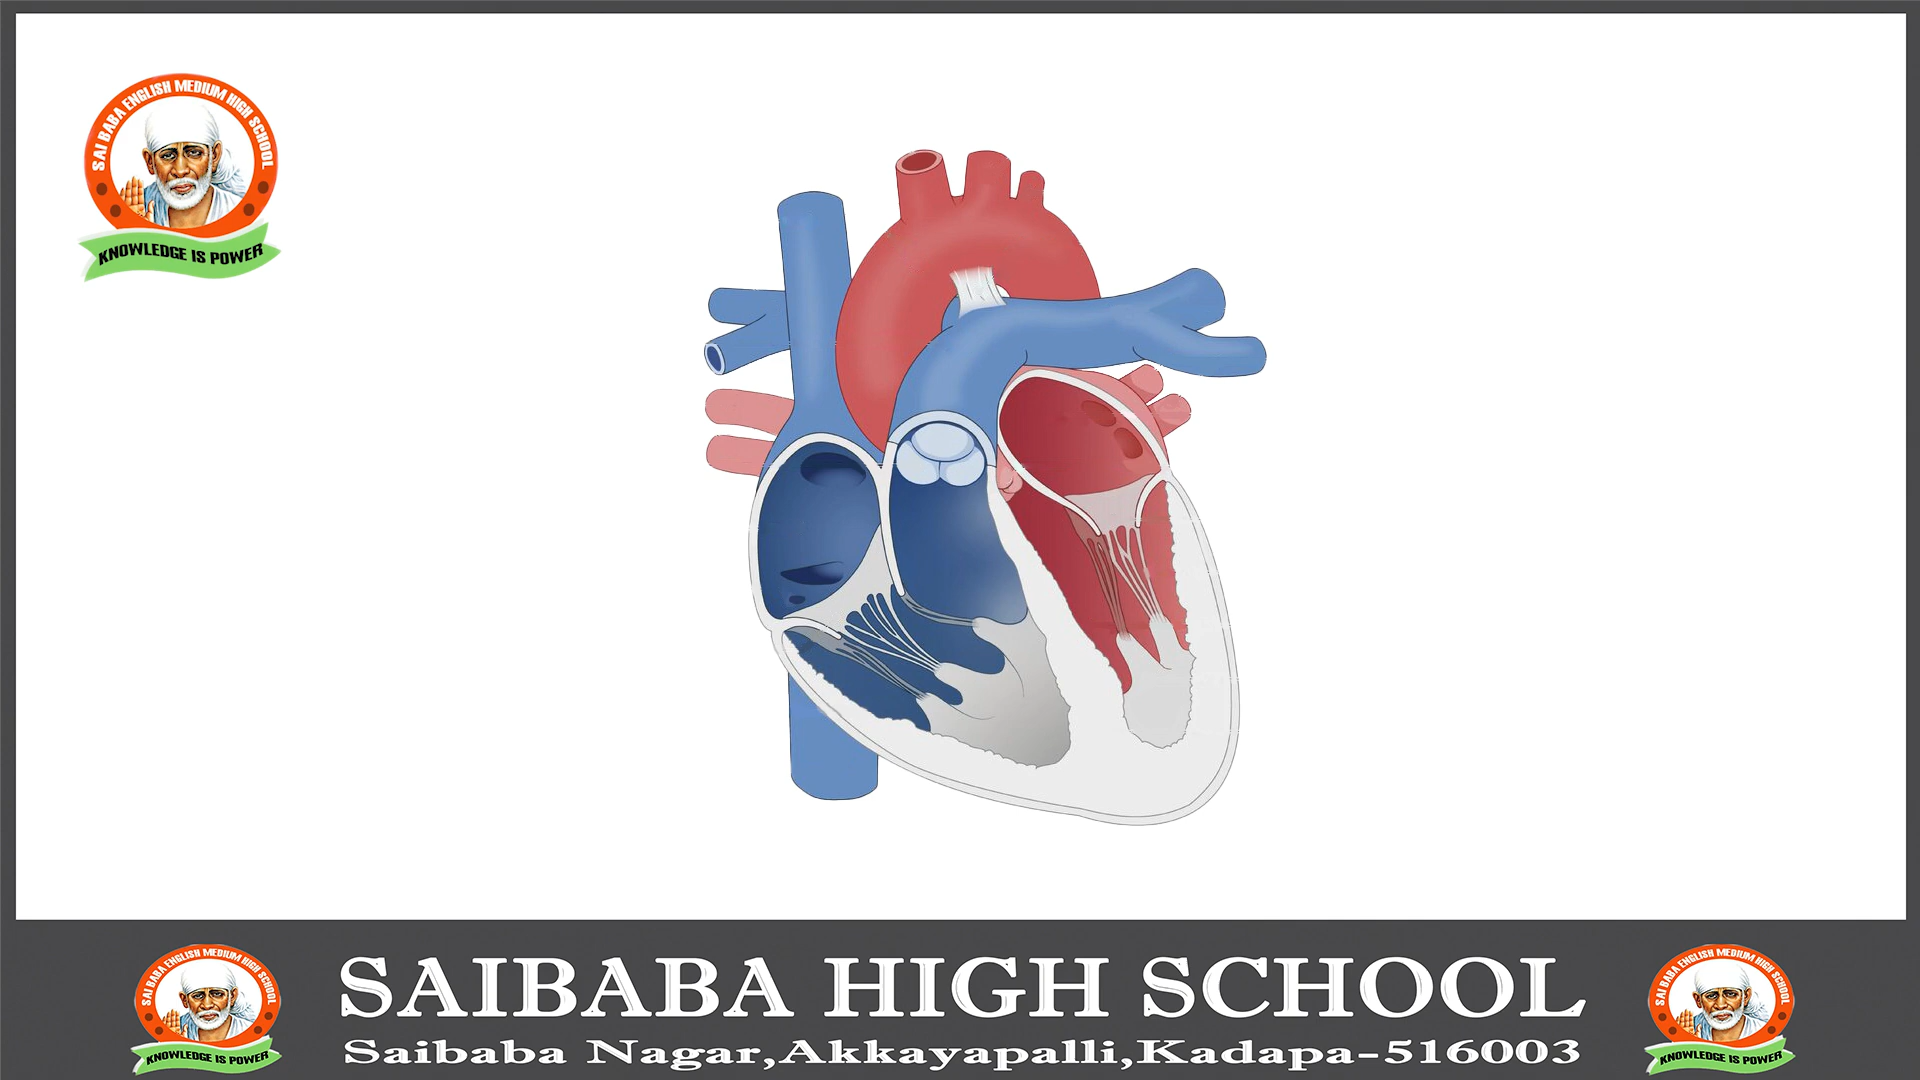 SAI BABA ENGLISH MEDIUM HIGH SCHOOL
KNOWLEDGE IS POWER
SAI BABA ENGLISH MEDIUM HIGH SCHOOL
KNOWLEDGE IS POWER
SAIBABA HIGH SCHOOL
Saibaba Nagar,Akkayapalli,Kadapa-516003
SAI BABA ENGLISH MEDIUM HIGH SCHOOL
KNOWLEDGE IS POWER